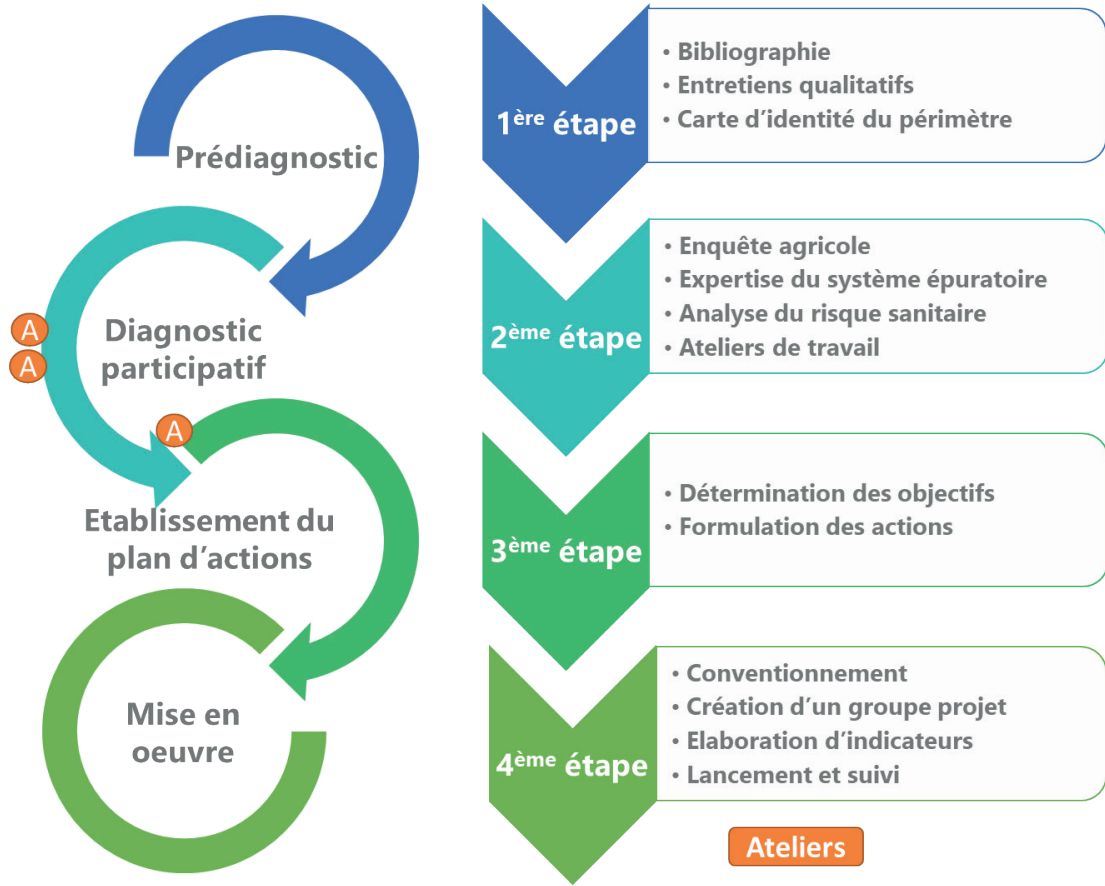 Prédiagnostic
1ère étape
• Bibliographie
• Entretiens qualitatifs
• Carte d'identité du périmètre
A
A
Diagnostic
participatif
2ème étape
• Enquête agricole
• Expertise du système épuratoire
• Analyse du risque sanitaire
• Ateliers de travail
A
Etablissement du
plan d'actions
3ème étape
• Détermination des objectifs
• Formulation des actions
Mise en
oeuvre
4ème étape
• Conventionnement
• Création d'un groupe projet
• Elaboration d'indicateurs
• Lancement et suivi
Ateliers